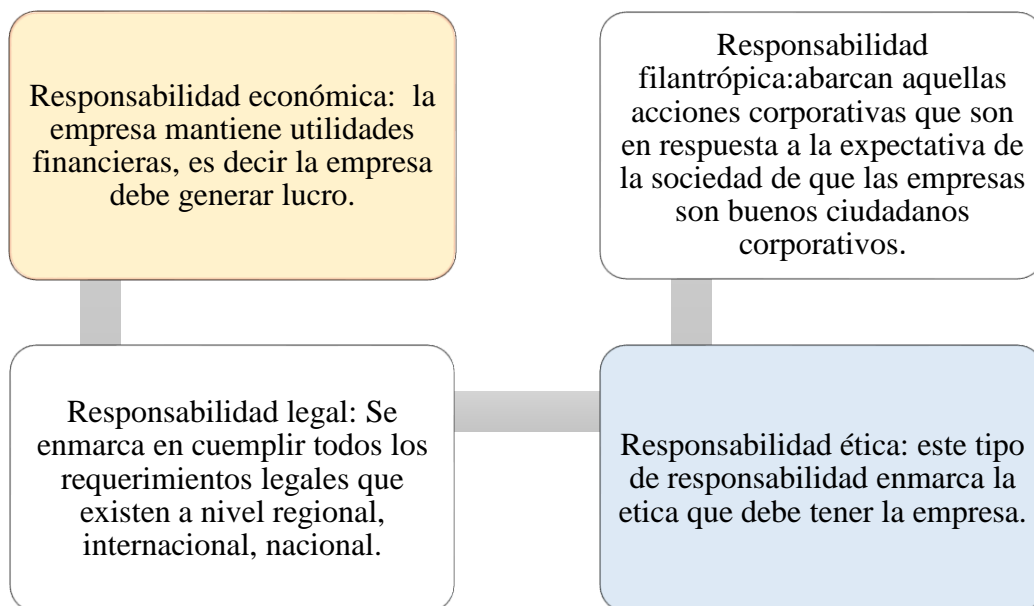 Responsabilidad económica: la
empresa mantiene utilidades
financieras, es decir la empresa
debe generar lucro.
Responsabilidad legal: Se
enmarca en cuemplir todos los
requerimientos legales que
existen a nivel regional,
internacional, nacional.
Responsabilidad ética: este tipo
de responsabilidad enmarca la
etica que debe tener la empresa.
Responsabilidad
filantrópica:abarcan aquellas
acciones corporativas que son
en respuesta a la expectativa de
la sociedad de que las empresas
son buenos ciudadanos
corporativos.